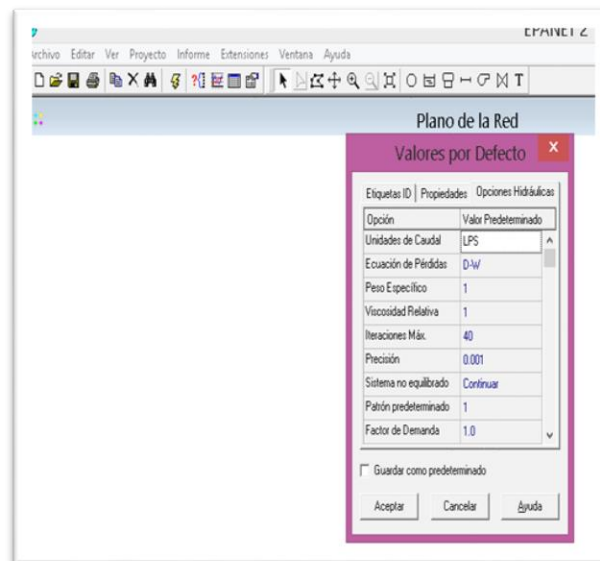 EPANET 2
Archivo Editar Ver Proyecto Informe Extensiones Ventana Ayuda
T
Plano de la Red
Valores por Defecto x
Etiquetas ID Propiedades Opciones Hidráulicas
Opción Valor Predeterminado
Unidades de Caudal LPS
Ecuación de Pérdidas D-W
Peso Específico 1
Viscosidad Relativa 1
Iteraciones Máx. 40
Precisión 0.001
Sistema no equilibrado Continuar
Patrón predeterminado 1
Factor de Demanda 1.0
Guardar como predeterminado
Aceptar Cancelar Ayuda